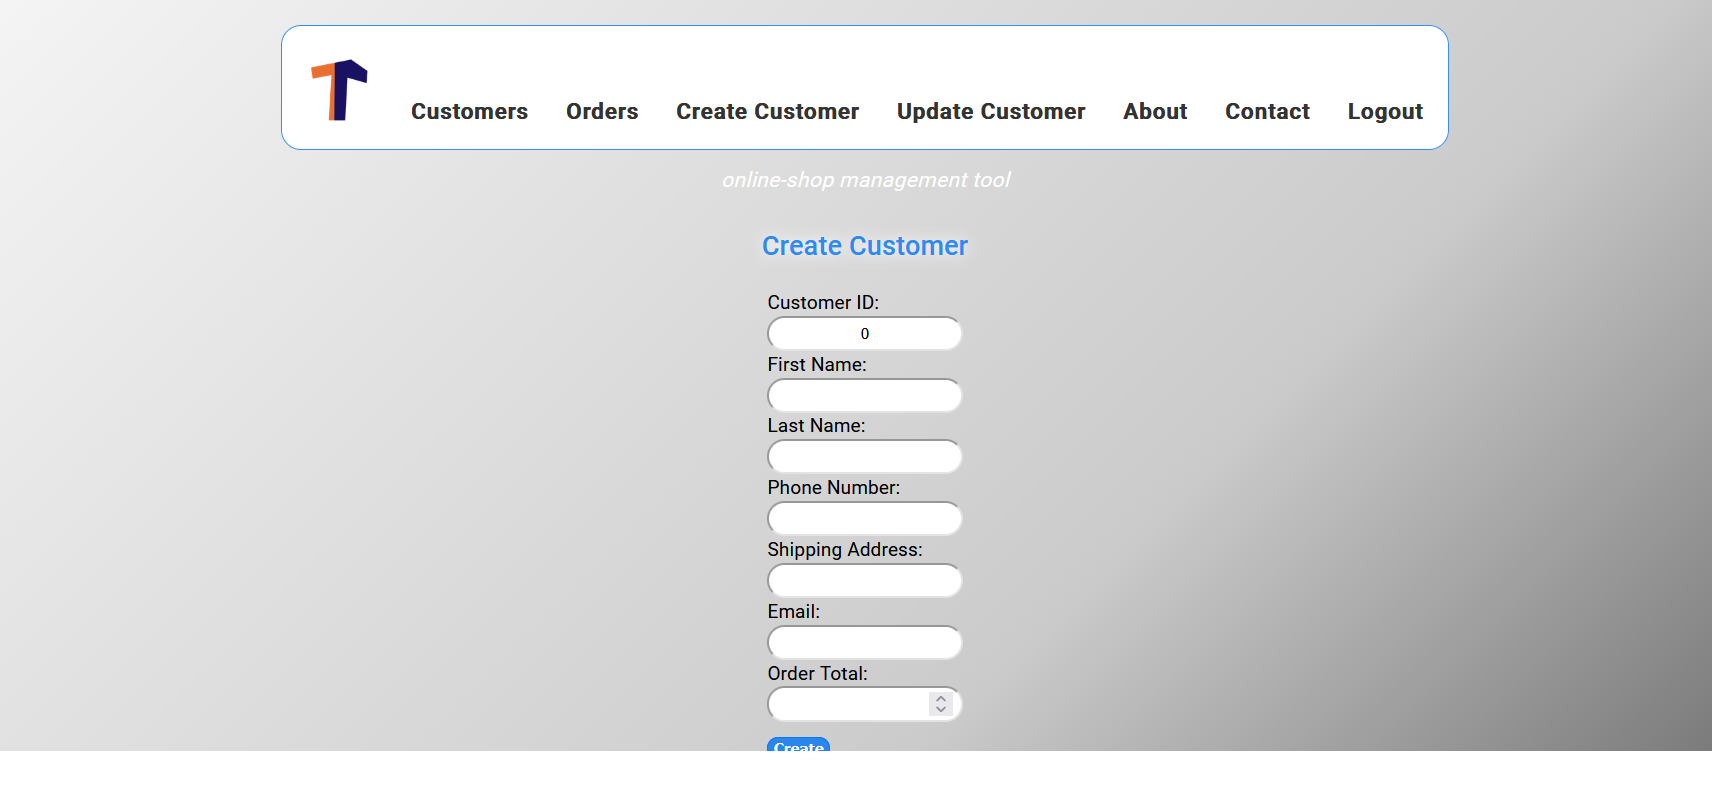 Customers Orders Create Customer Update Customer About Contact Logout
online-shop management tool
Create Customer
Customer ID:
0
First Name:
Last Name:
Phone Number:
Shipping Address:
Email:
Order Total:
Create